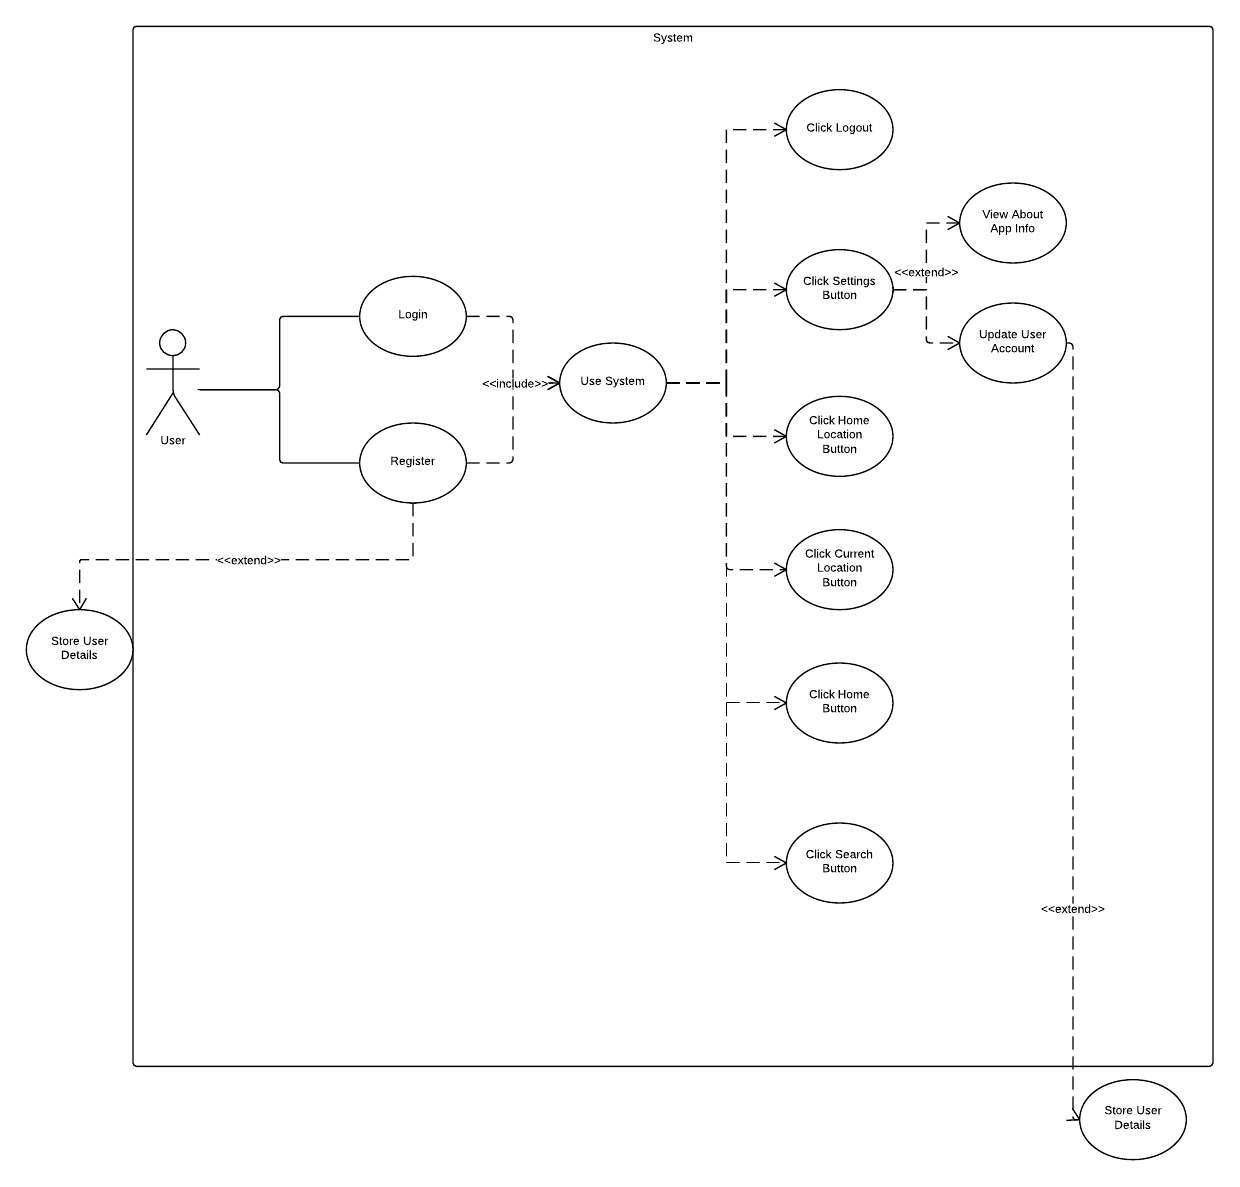 System
Click Logout
View About
App Info
<<extend>>
Click Settings
Button
Login
Update User
Account
<<include>>
Use System
User
Register
Click Home
Location
Button
<<extend>>
Click Current
Location
Button
Store User
Details
Click Home
Button
Click Search
Button
<<extend>>
Store User
Details